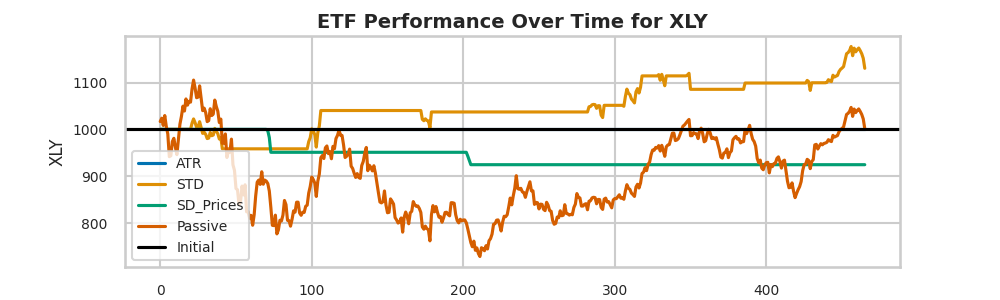 ETF Performance Over Time for XLY
XLY
1100
1000
900
800
ATR
STD
SD_Prices
Passive
Initial
0 100 200 300 400